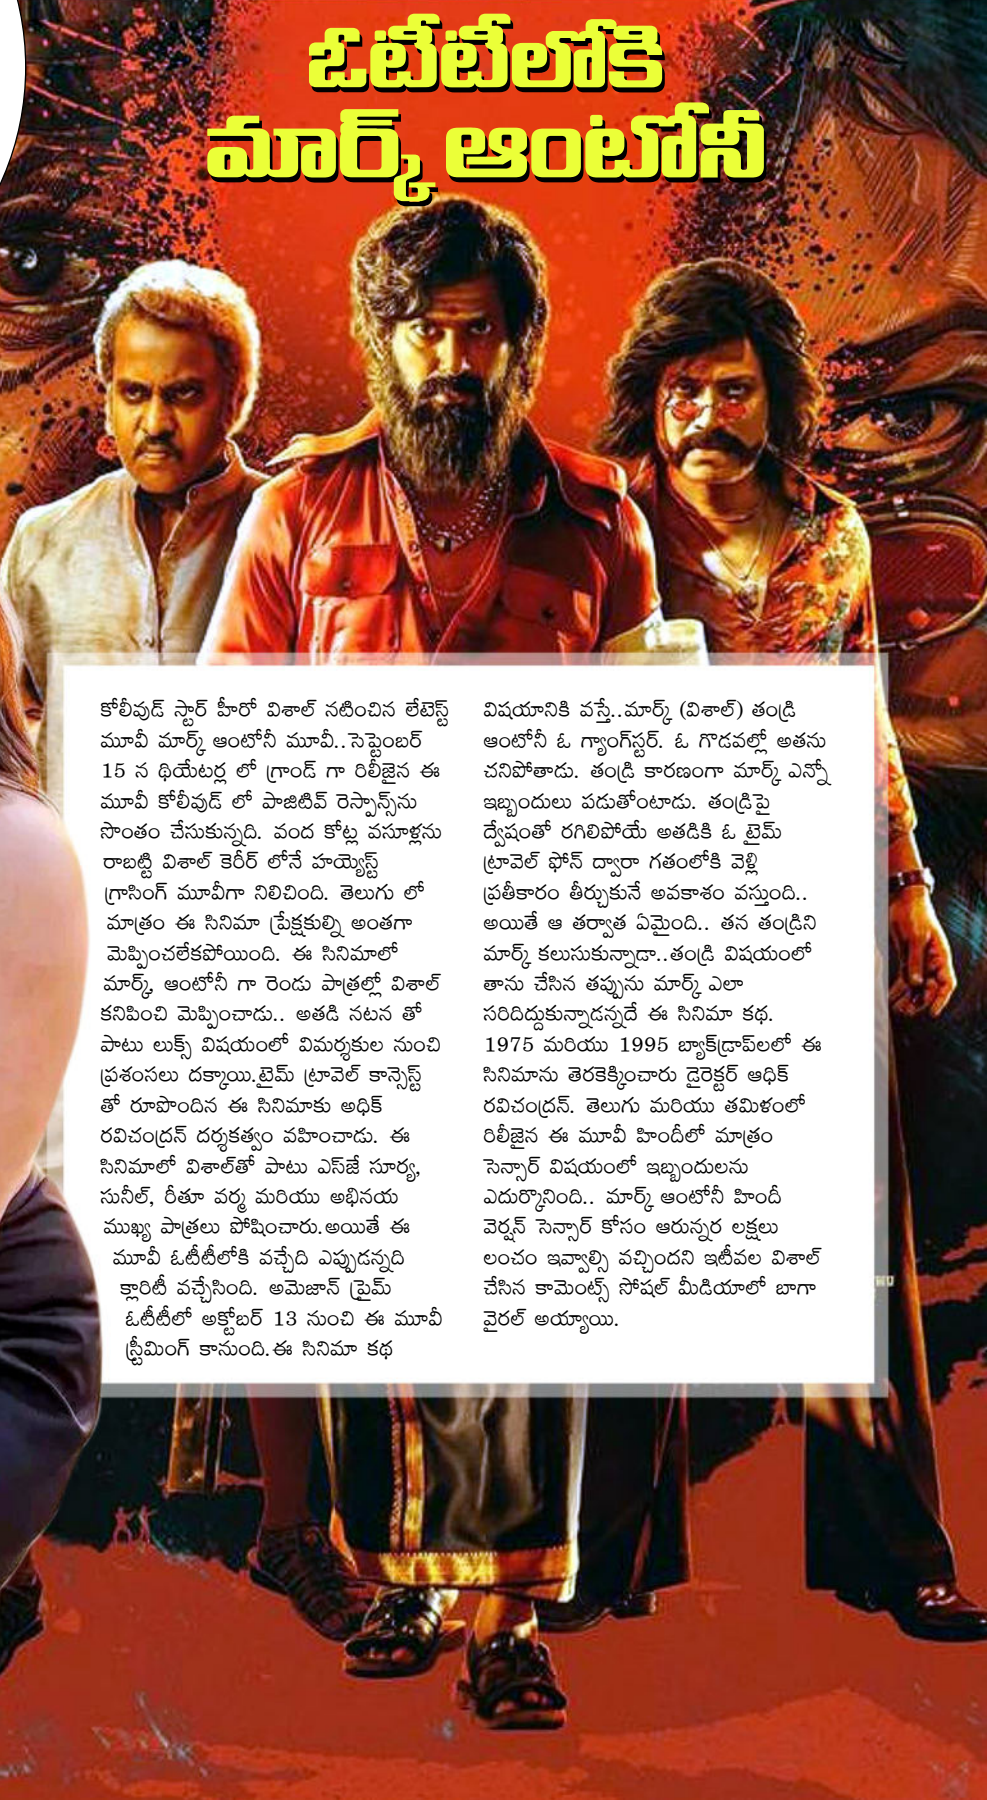 ఓటీటీలోకి
మార్క్ ఆంటోనీ
కోలీవుడ్ స్టార్ హీరో విశాల్ నటించిన లేటెస్ట్
మూవీ మార్క్ ఆంటోనీ మూవీ..సెప్టెంబర్
15 న థియేటర్ల లో గ్రాండ్ గా రిలీజైన ఈ
మూవీ కోలీవుడ్ లో పాజిటివ్ రెస్పాన్స్‌ను
సొంతం చేసుకున్నది. వంద కోట్ల వసూళ్లను
రాబట్టి విశాల్ కెరీర్ లోనే హయ్యెస్ట్
గ్రాసింగ్ మూవీగా నిలిచింది. తెలుగు లో
మాత్రం ఈ సినిమా ప్రేక్షకుల్ని అంతగా
మెప్పించలేకపోయింది. ఈ సినిమాలో
మార్క్, ఆంటోనీ గా రెండు పాత్రల్లో విశాల్
కనిపించి మెప్పించాడు.. అతడి నటన తో
పాటు లుక్స్ విషయంలో విమర్శకుల నుంచి
ప్రశంసలు దక్కాయి.టైమ్ ట్రావెల్ కాన్సెప్ట్
తో రూపొందిన ఈ సినిమాకు అధిక్
రవిచంద్రన్ దర్శకత్వం వహించాడు. ఈ
సినిమాలో విశాల్‌తో పాటు ఎస్‌జే సూర్య,
సునీల్, రీతూ వర్మ మరియు అభినయ
ముఖ్య పాత్రలు పోషించారు.అయితే ఈ
మూవీ ఓటీటీలోకి వచ్చేది ఎప్పుడన్నది
క్లారిటీ వచ్చేసింది. అమెజాన్ ప్రైమ్
ఓటీటీలో అక్టోబర్ 13 నుంచి ఈ మూవీ
స్ట్రీమింగ్ కానుంది.ఈ సినిమా కథ
విషయానికి వస్తే..మార్క్ (విశాల్) తండ్రి
ఆంటోనీ ఓ గ్యాంగ్‌స్టర్. ఓ గొడవల్లో అతను
చనిపోతాడు. తండ్రి కారణంగా మార్క్ ఎన్నో
ఇబ్బందులు పడుతోంటాడు. తండ్రిపై
ద్వేషంతో రగిలిపోయే అతడికి ఓ టైమ్
ట్రావెల్ ఫోన్ ద్వారా గతంలోకి వెళ్లి
ప్రతీకారం తీర్చుకునే అవకాశం వస్తుంది..
అయితే ఆ తర్వాత ఏమైంది.. తన తండ్రిని
మార్క్ కలుసుకున్నాడా..తండ్రి విషయంలో
తాను చేసిన తప్పును మార్క్ ఎలా
సరిదిద్దుకున్నాడన్నదే ఈ సినిమా కథ.
1975 మరియు 1995 బ్యాక్‌డ్రాప్‌లలో ఈ
సినిమాను తెరకెక్కించారు డైరెక్టర్ ఆధిక్
రవిచంద్రన్. తెలుగు మరియు తమిళంలో
రిలీజైన ఈ మూవీ హిందీలో మాత్రం
సెన్సార్ విషయంలో ఇబ్బందులను
ఎదుర్కొనింది.. మార్క్ ఆంటోనీ హిందీ
వెర్షన్ సెన్సార్ కోసం ఆరున్నర లక్షలు
లంచం ఇవ్వాల్సి వచ్చిందని ఇటీవల విశాల్
చేసిన కామెంట్స్ సోషల్ మీడియాలో బాగా
వైరల్ అయ్యాయి.